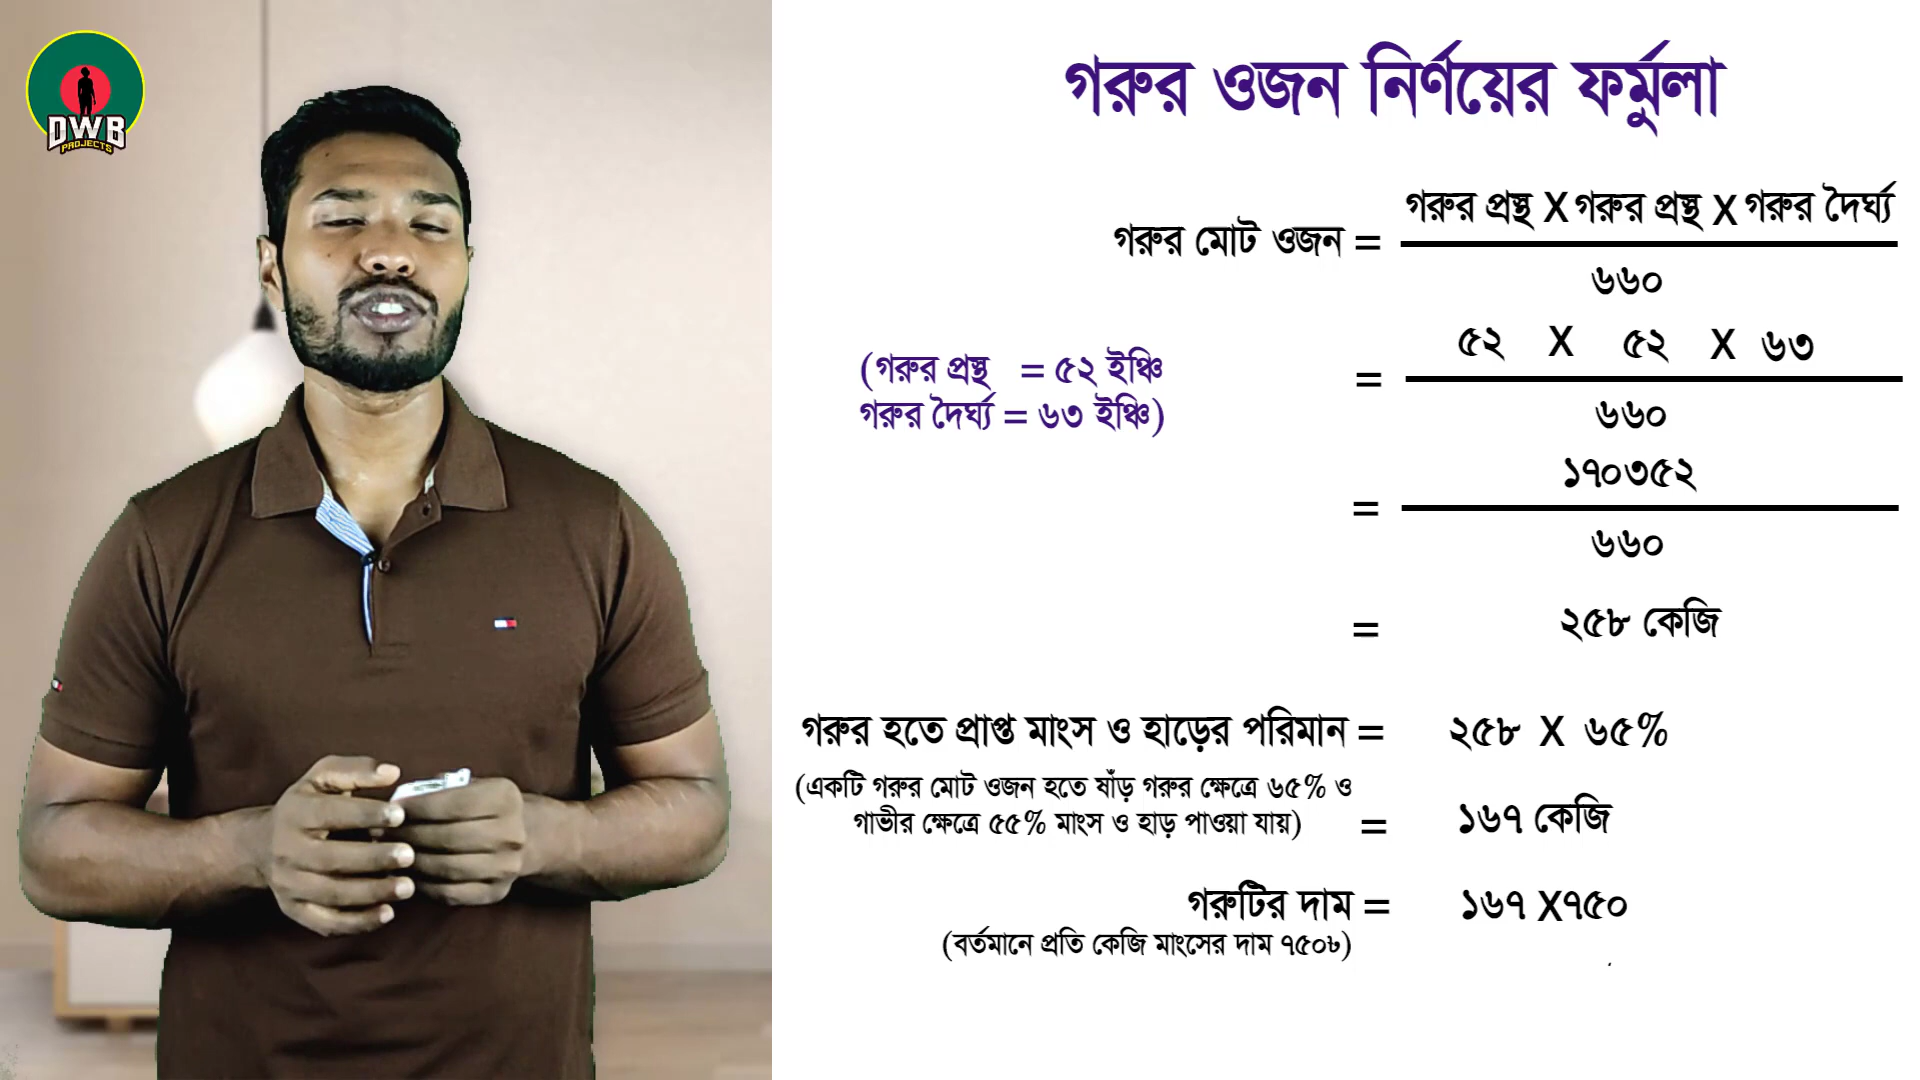 DWB
PROJECTS
গরুর ওজন নির্ণয়ের ফর্মুলা
গরুর মোট ওজন = গরুর প্রস্থ X গরুর প্রস্থ X গরুর দৈর্ঘ্য
৬৬০
(গরুর প্রস্থ = ৫২ ইঞ্চি
গরুর দৈর্ঘ্য = ৬৩ ইঞ্চি)
= ৫২ X ৫২ X ৬৩
৬৬০
= ১৭০৩৫২
৬৬০
= ২৫৮ কেজি
গরুর হতে প্রাপ্ত মাংস ও হাড়ের পরিমান = ২৫৮ X ৬৫%
(একটি গরুর মোট ওজন হতে ষাঁড় গরুর ক্ষেত্রে ৬৫% ও
গাভীর ক্ষেত্রে ৫৫% মাংস ও হাড় পাওয়া যায়) = ১৬৭ কেজি
গরুটির দাম = ১৬৭ X৭৫০
(বর্তমানে প্রতি কেজি মাংসের দাম ৭৫০৳)